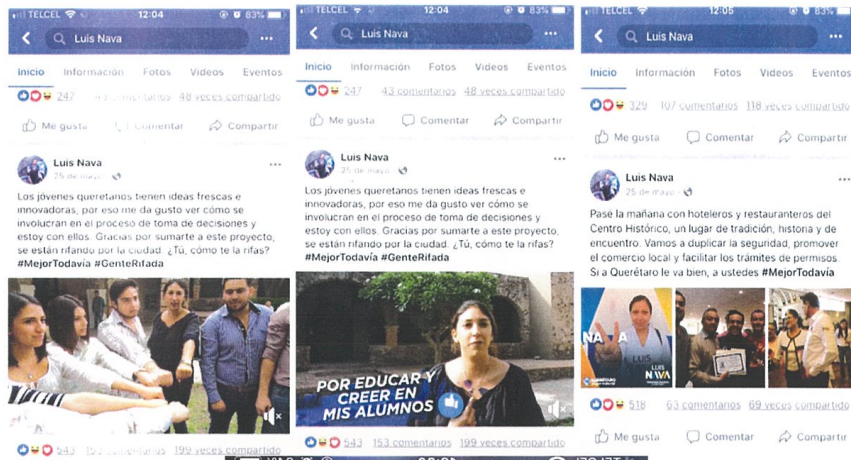 TELCEL 12:04 83%
Luis Nava
Inicio Información Fotos Videos Eventos
247 43 comentarios 48 veces compartido
Me gusta Comentar Compartir
Luis Nava
25 de mayo
Los jóvenes queretanos tienen ideas frescas e
innovadoras, por eso me da gusto ver cómo se
involucran en el proceso de toma de decisiones y
estoy con ellos. Gracias por sumarte a este proyecto,
se están rifando por la ciudad. ¿Tú, cómo te la rifas?
#MejorTodavía #GenteRifada
543 153 comentarios 199 veces compartido
TELCEL 12:04 83%
Luis Nava
Inicio Información Fotos Videos Eventos
247 43 comentarios 48 veces compartido
Me gusta Comentar Compartir
Luis Nava
25 de mayo
Los jóvenes queretanos tienen ideas frescas e
innovadoras, por eso me da gusto ver cómo se
involucran en el proceso de toma de decisiones y
estoy con ellos. Gracias por sumarte a este proyecto,
se están rifando por la ciudad. ¿Tú, cómo te la rifas?
#MejorTodavía #GenteRifada
POR EDUCAR Y
CREER EN
MIS ALUMNOS
543 153 comentarios 199 veces compartido
TELCEL 12:05 83%
Luis Nava
Inicio Información Fotos Videos Eventos
329 107 comentarios 118 veces compartido
Me gusta Comentar Compartir
Luis Nava
25 de mayo
Pasé la mañana con hoteleros y restauranteros del
Centro Histórico, un lugar de tradición, historia y de
encuentro. Vamos a duplicar la seguridad, promover
el comercio local y facilitar los trámites de permisos.
Si a Querétaro le va bien, a ustedes #MejorTodavía
NA A
LUIS
LUIS
NAVA
518 63 comentarios 69 veces compartido
Me gusta Comentar Compartir